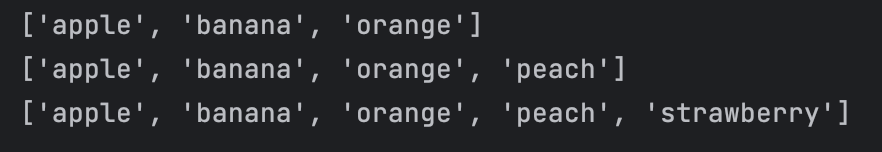 ['apple', 'banana', 'orange']
['apple', 'banana', 'orange', 'peach']
['apple', 'banana', 'orange', 'peach', 'strawberry']